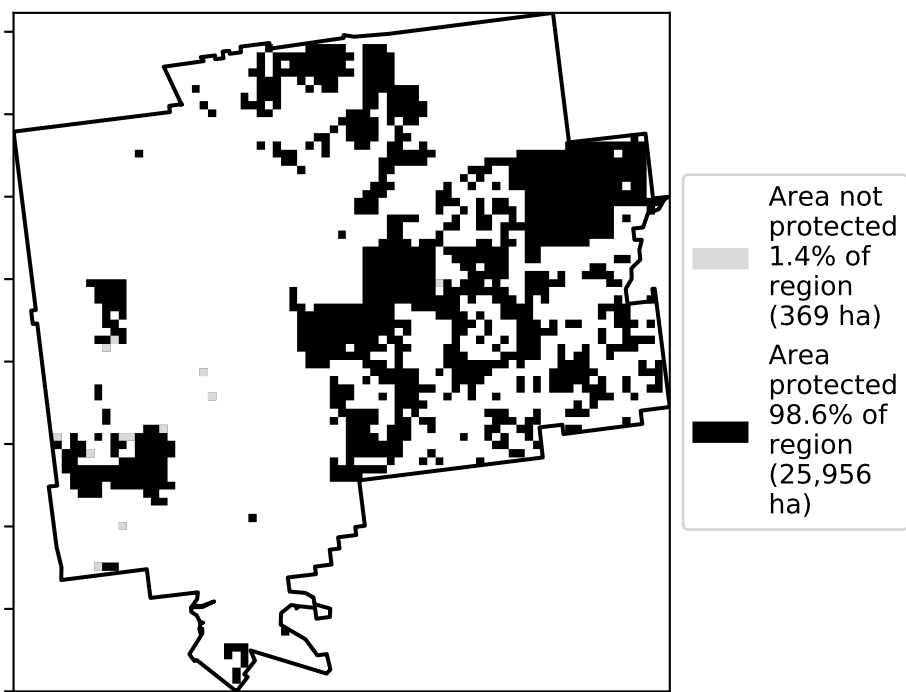 Area not
protected
1.4% of
region
(369 ha)
Area
protected
98.6% of
region
(25,956
ha)